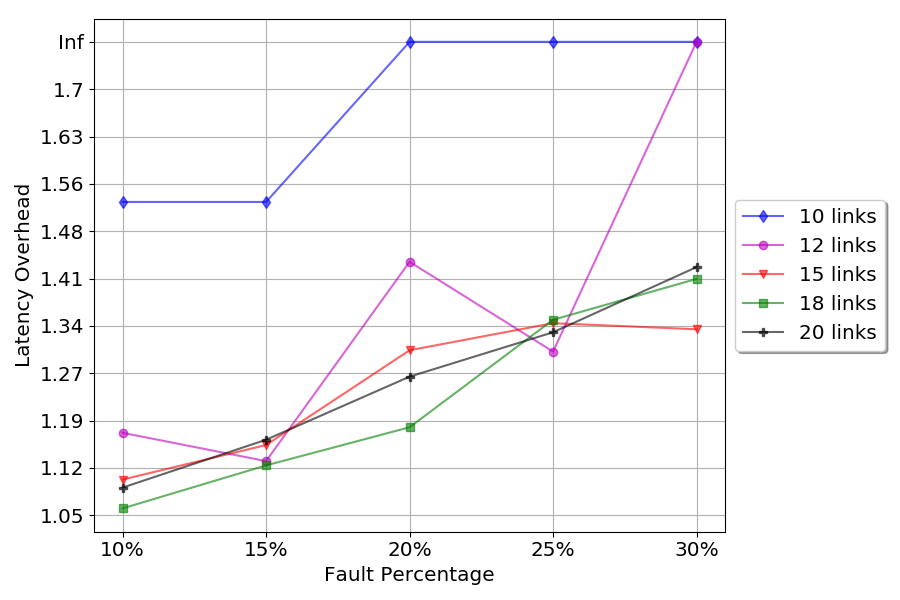 Inf
1.7
1.63
1.56
1.48
1.41
1.34
1.27
1.19
1.12
1.05
Latency Overhead
10% 15% 20% 25% 30%
Fault Percentage
10 links
12 links
15 links
18 links
20 links